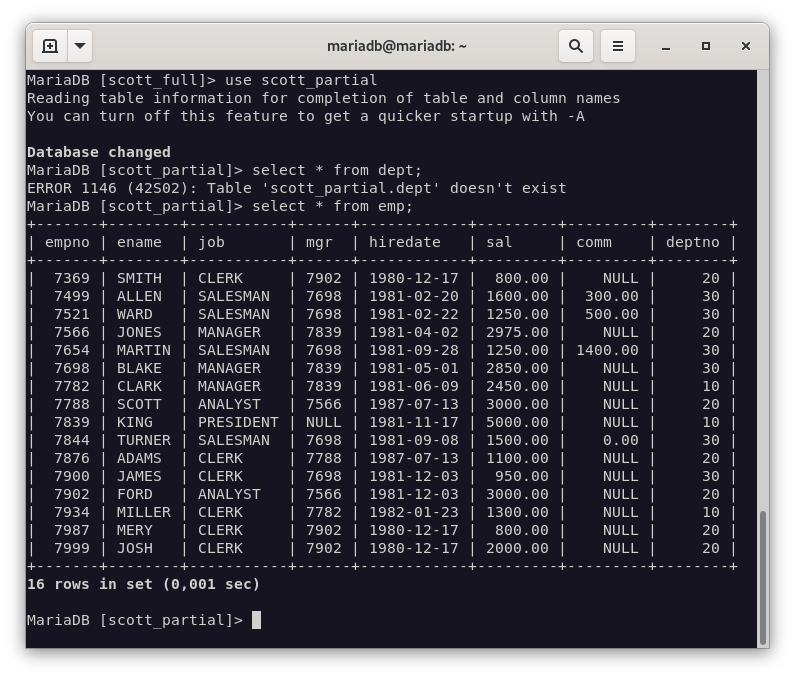 mariadb@mariadb: ~
MariaDB [scott_full]> use scott_partial
Reading table information for completion of table and column names
You can turn off this feature to get a quicker startup with -A

Database changed
MariaDB [scott_partial]> select * from dept;
ERROR 1146 (42S02): Table 'scott_partial.dept' doesn't exist
MariaDB [scott_partial]> select * from emp;
+-------+--------+-----------+------+------------+---------+---------+--------+
| empno | ename  | job       | mgr  | hiredate   | sal     | comm    | deptno |
+-------+--------+-----------+------+------------+---------+---------+--------+
|  7369 | SMITH  | CLERK     | 7902 | 1980-12-17 |  800.00 |    NULL |     20 |
|  7499 | ALLEN  | SALESMAN  | 7698 | 1981-02-20 | 1600.00 |  300.00 |     30 |
|  7521 | WARD   | SALESMAN  | 7698 | 1981-02-22 | 1250.00 |  500.00 |     30 |
|  7566 | JONES  | MANAGER   | 7839 | 1981-04-02 | 2975.00 |    NULL |     20 |
|  7654 | MARTIN | SALESMAN  | 7698 | 1981-09-28 | 1250.00 | 1400.00 |     30 |
|  7698 | BLAKE  | MANAGER   | 7839 | 1981-05-01 | 2850.00 |    NULL |     30 |
|  7782 | CLARK  | MANAGER   | 7839 | 1981-06-09 | 2450.00 |    NULL |     10 |
|  7788 | SCOTT  | ANALYST   | 7566 | 1987-07-13 | 3000.00 |    NULL |     20 |
|  7839 | KING   | PRESIDENT | NULL | 1981-11-17 | 5000.00 |    NULL |     10 |
|  7844 | TURNER | SALESMAN  | 7698 | 1981-09-08 | 1500.00 |    0.00 |     30 |
|  7876 | ADAMS  | CLERK     | 7788 | 1987-07-13 | 1100.00 |    NULL |     20 |
|  7900 | JAMES  | CLERK     | 7698 | 1981-12-03 |  950.00 |    NULL |     30 |
|  7902 | FORD   | ANALYST   | 7566 | 1981-12-03 | 3000.00 |    NULL |     20 |
|  7934 | MILLER | CLERK     | 7782 | 1982-01-23 | 1300.00 |    NULL |     10 |
|  7987 | MERY   | CLERK     | 7902 | 1980-12-17 |  800.00 |    NULL |     20 |
|  7999 | JOSH   | CLERK     | 7902 | 1980-12-17 | 2000.00 |    NULL |     20 |
+-------+--------+-----------+------+------------+---------+---------+--------+
16 rows in set (0,001 sec)

MariaDB [scott_partial]>